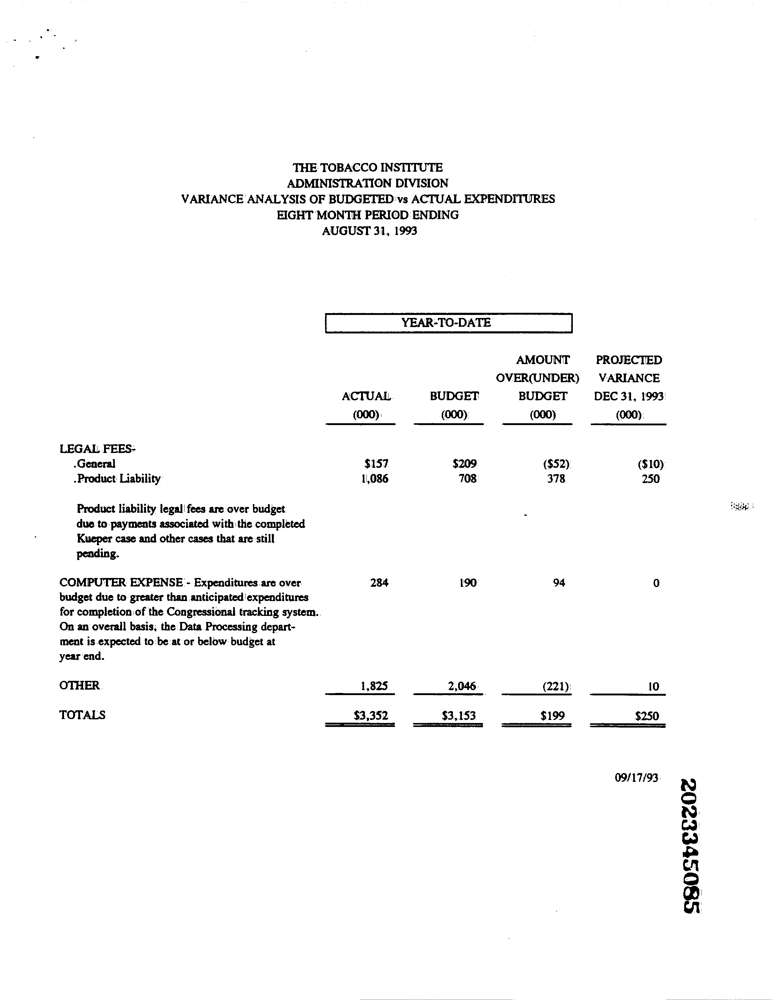 THE TOBACCO INSTITUTE
ADMINISTRATION DIVISION
VARIANCE ANALYSIS OF BUDGETED vs ACTUAL EXPENDITURES
EIGHT MONTH PERIOD ENDING
AUGUST 31, 1993
YEAR-TO-DATE
AMOUNT PROJECTED
OVER(UNDER) VARIANCE
ACTUAL BUDGET BUDGET DEC 31, 1993
(000) (000) (000) (000)
LEGAL FEES-
.General $157 $209 ($52) ($10)
.Product Liability 1,086 708 378 250
Product liability legal fees are over budget
due to payments associated with the completed
Kueper case and other cases that are still
pending.
COMPUTER EXPENSE - Expenditures are over 284 190 94 0
budget due to greater than anticipated expenditures
for completion of the Congressional tracking system.
On an overall basis, the Data Processing depart-
ment is expected to be at or below budget at
year end.
OTHER 1,825 2,046 (221) 10
TOTALS $3,352 $3,153 $199 $250
09/17/93
2023345085